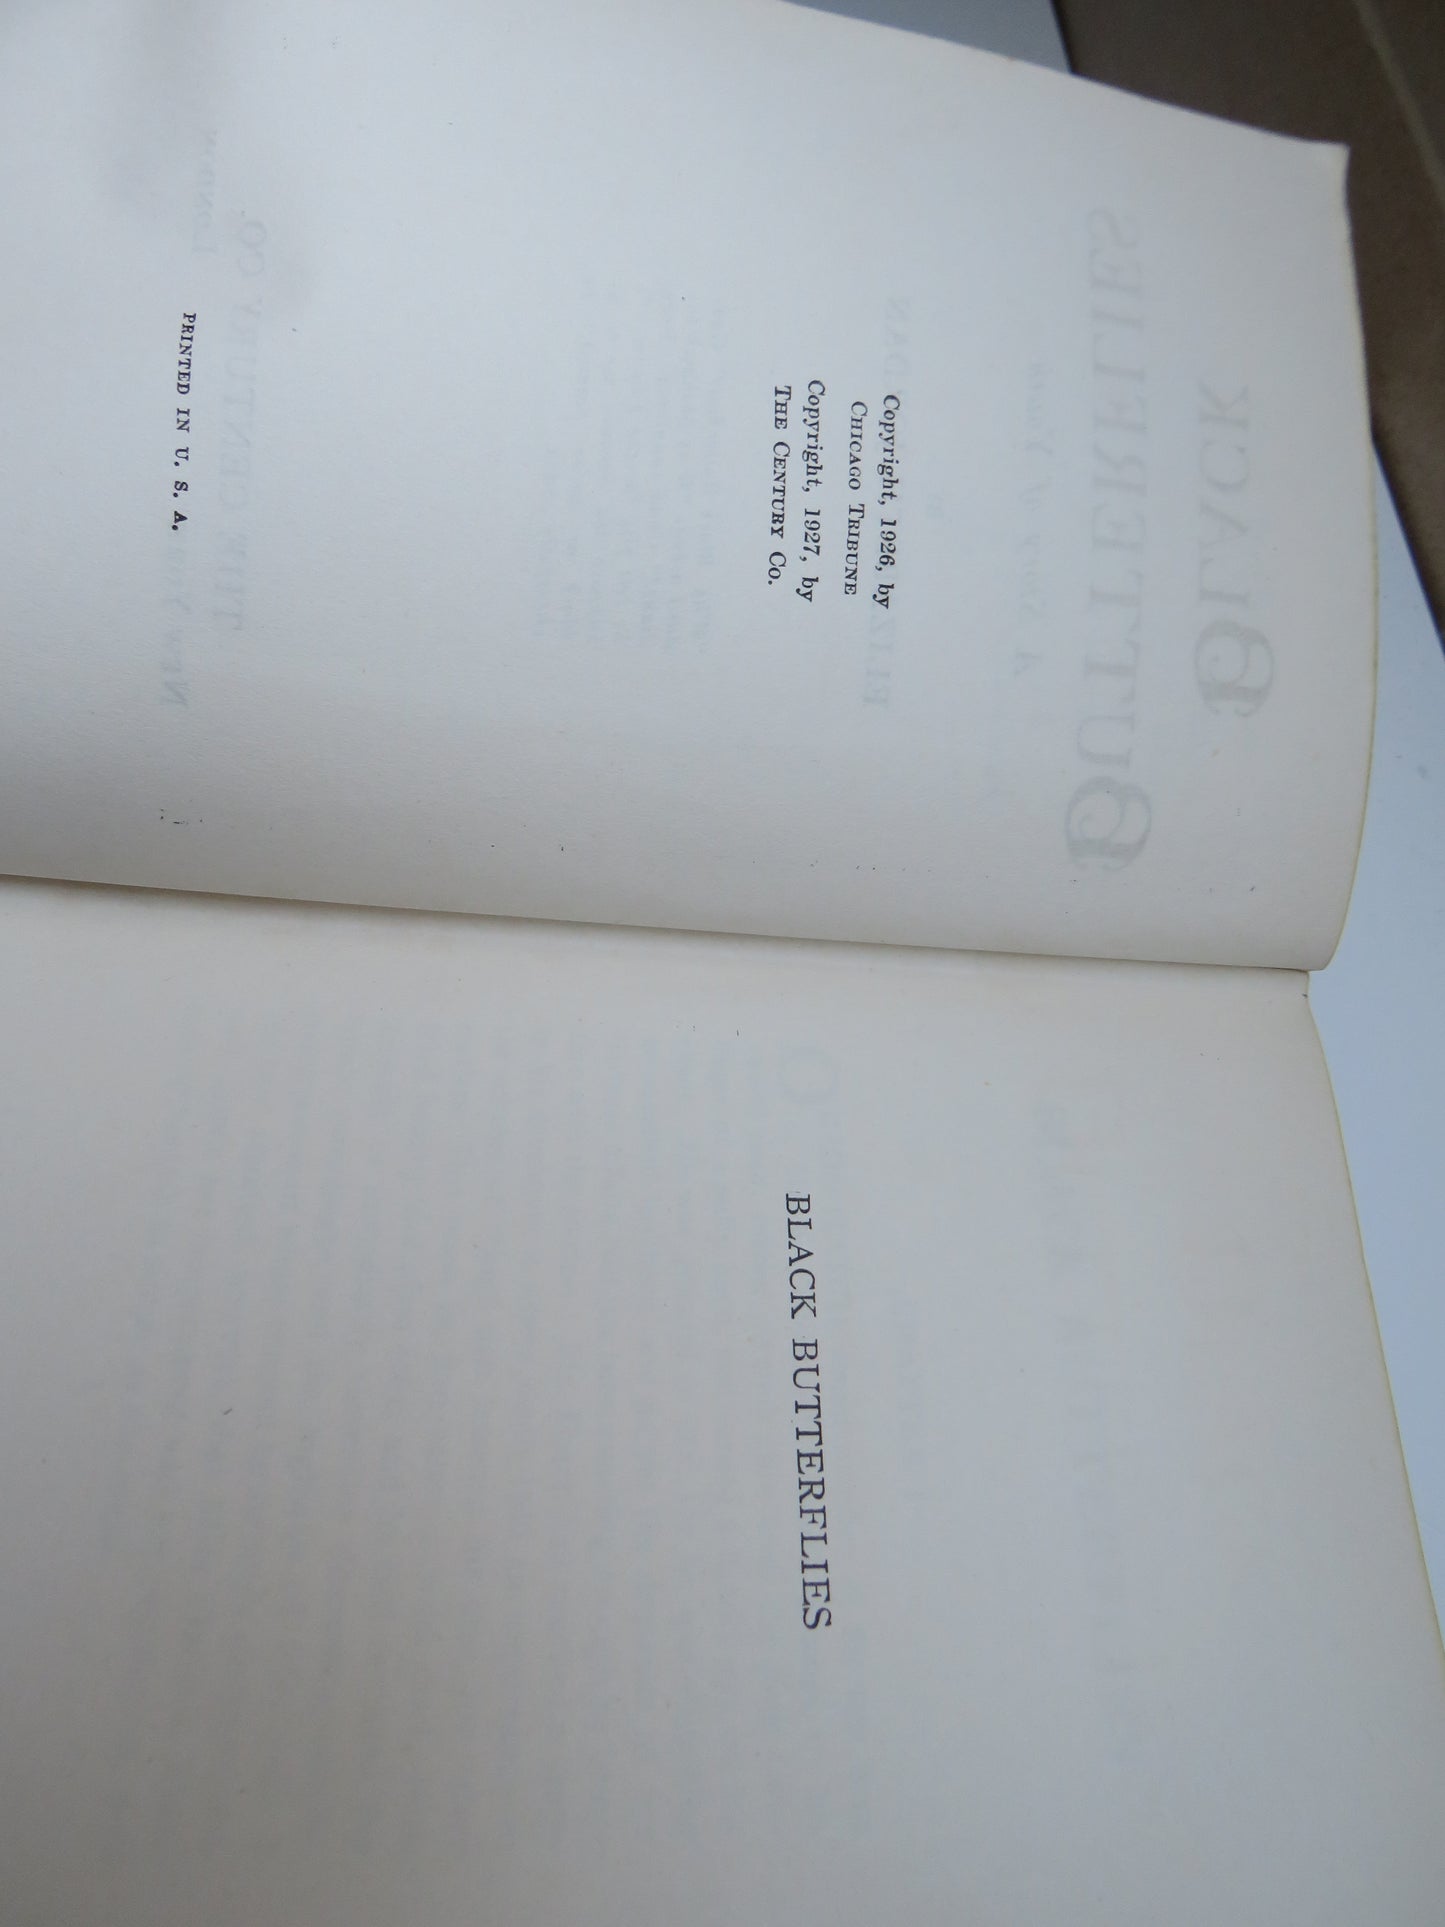 Copyright, 1926, by
CHICAGO TRIBUNE
Copyright, 1927, by
THE CENTURY CO.
PRINTED IN U. S. A.
BLACK BUTTERFLIES